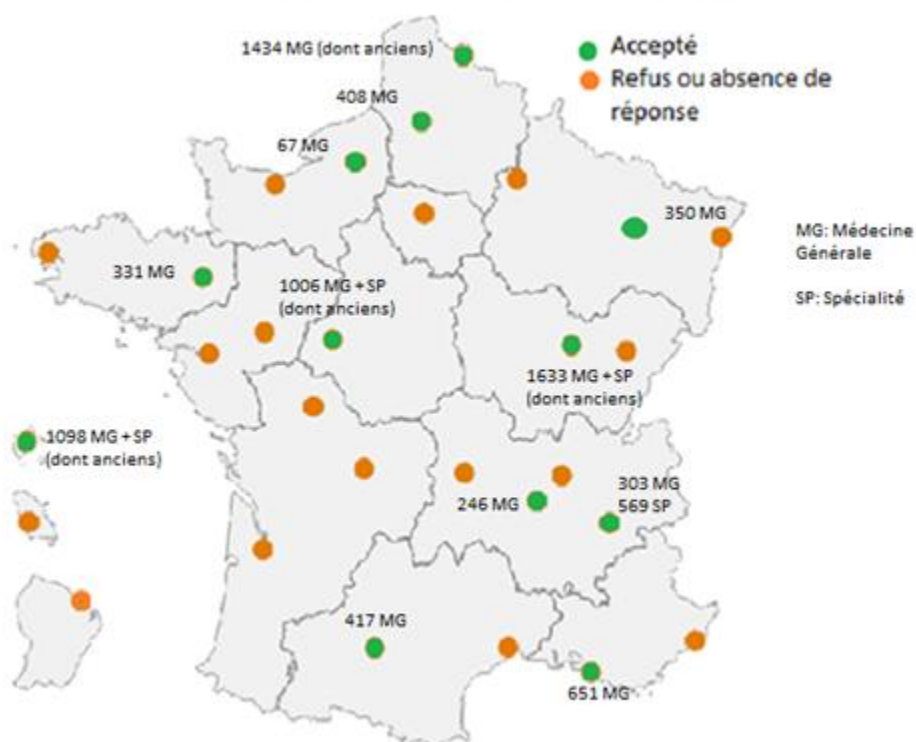 1434 MG (dont anciens)
Accepté
Refus ou absence de
réponse
408 MG
67 MG
350 MG
MG: Médecine
Générale
SP: Spécialité
331 MG
1006 MG + SP
(dont anciens)
1633 MG + SP
(dont anciens)
1098 MG + SP
(dont anciens)
246 MG
303 MG
569 SP
417 MG
651 MG